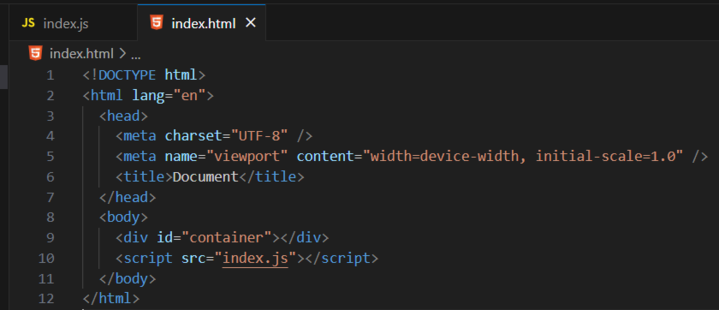 JS index.js
index.html ×
index.html > ...
1 <!DOCTYPE html>
2 <html lang="en">
3 <head>
4 <meta charset="UTF-8" />
5 <meta name="viewport" content="width=device-width, initial-scale=1.0" />
6 <title>Document</title>
7 </head>
8 <body>
9 <div id="container"></div>
10 <script src="index.js"></script>
11 </body>
12 </html>